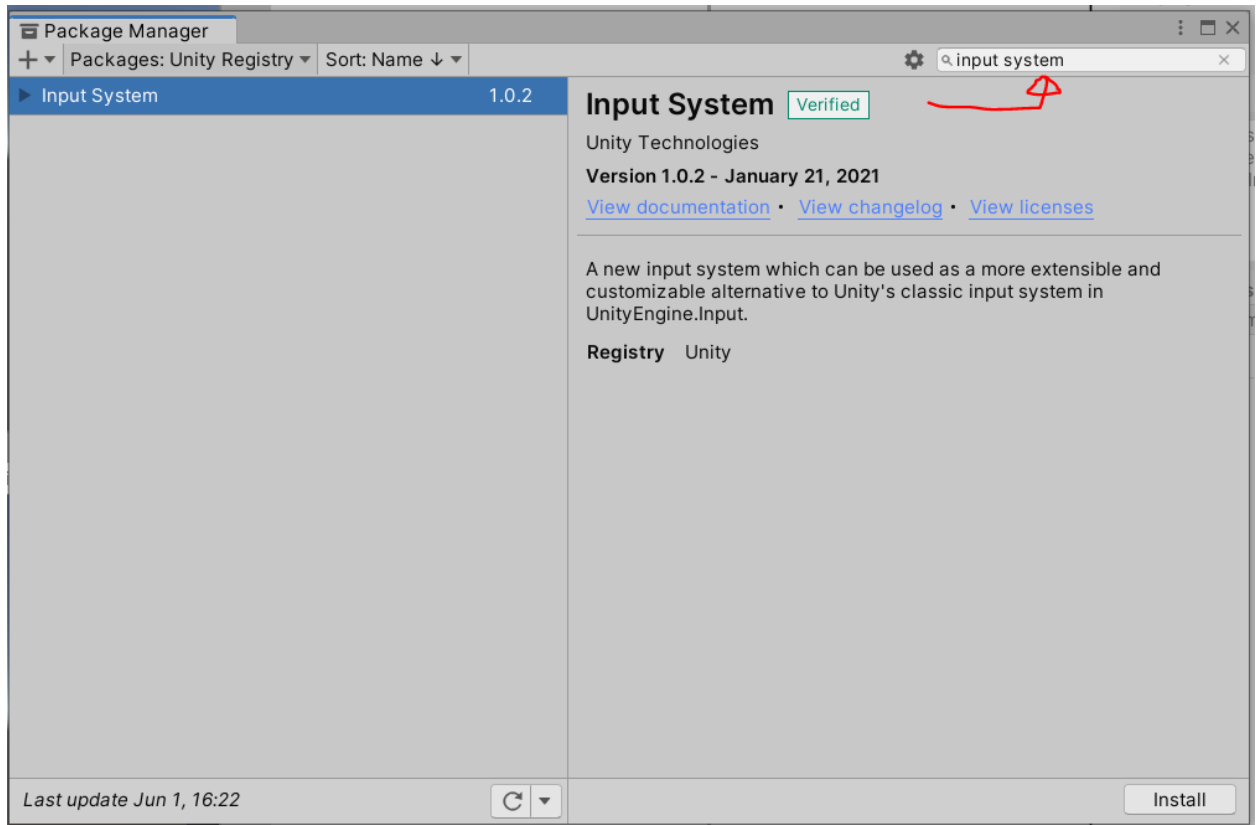 Package Manager
Packages: Unity Registry Sort: Name ↓ input system
Input System 1.0.2
Input System Verified
Unity Technologies
Version 1.0.2 - January 21, 2021
View documentation • View changelog • View licenses
A new input system which can be used as a more extensible and
customizable alternative to Unity's classic input system in
UnityEngine.Input.
Registry Unity
Last update Jun 1, 16:22
Install